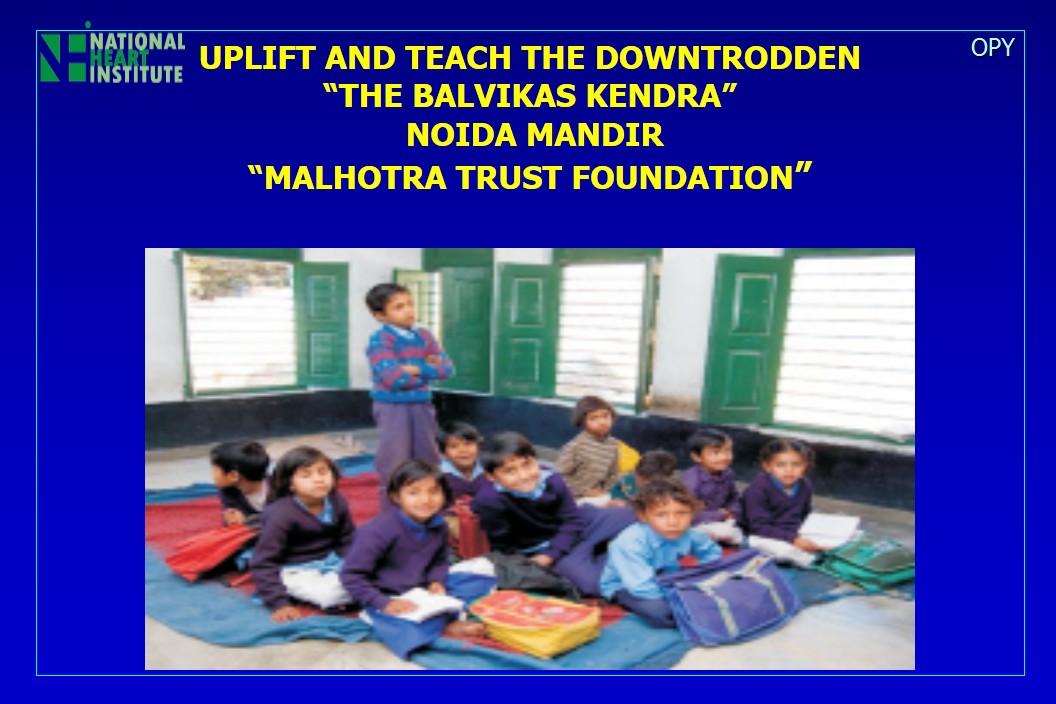 NATIONAL
HEART
INSTITUTE
OPY
UPLIFT AND TEACH THE DOWNTRODDEN
“THE BALVIKAS KENDRA”
NOIDA MANDIR
“MALHOTRA TRUST FOUNDATION”